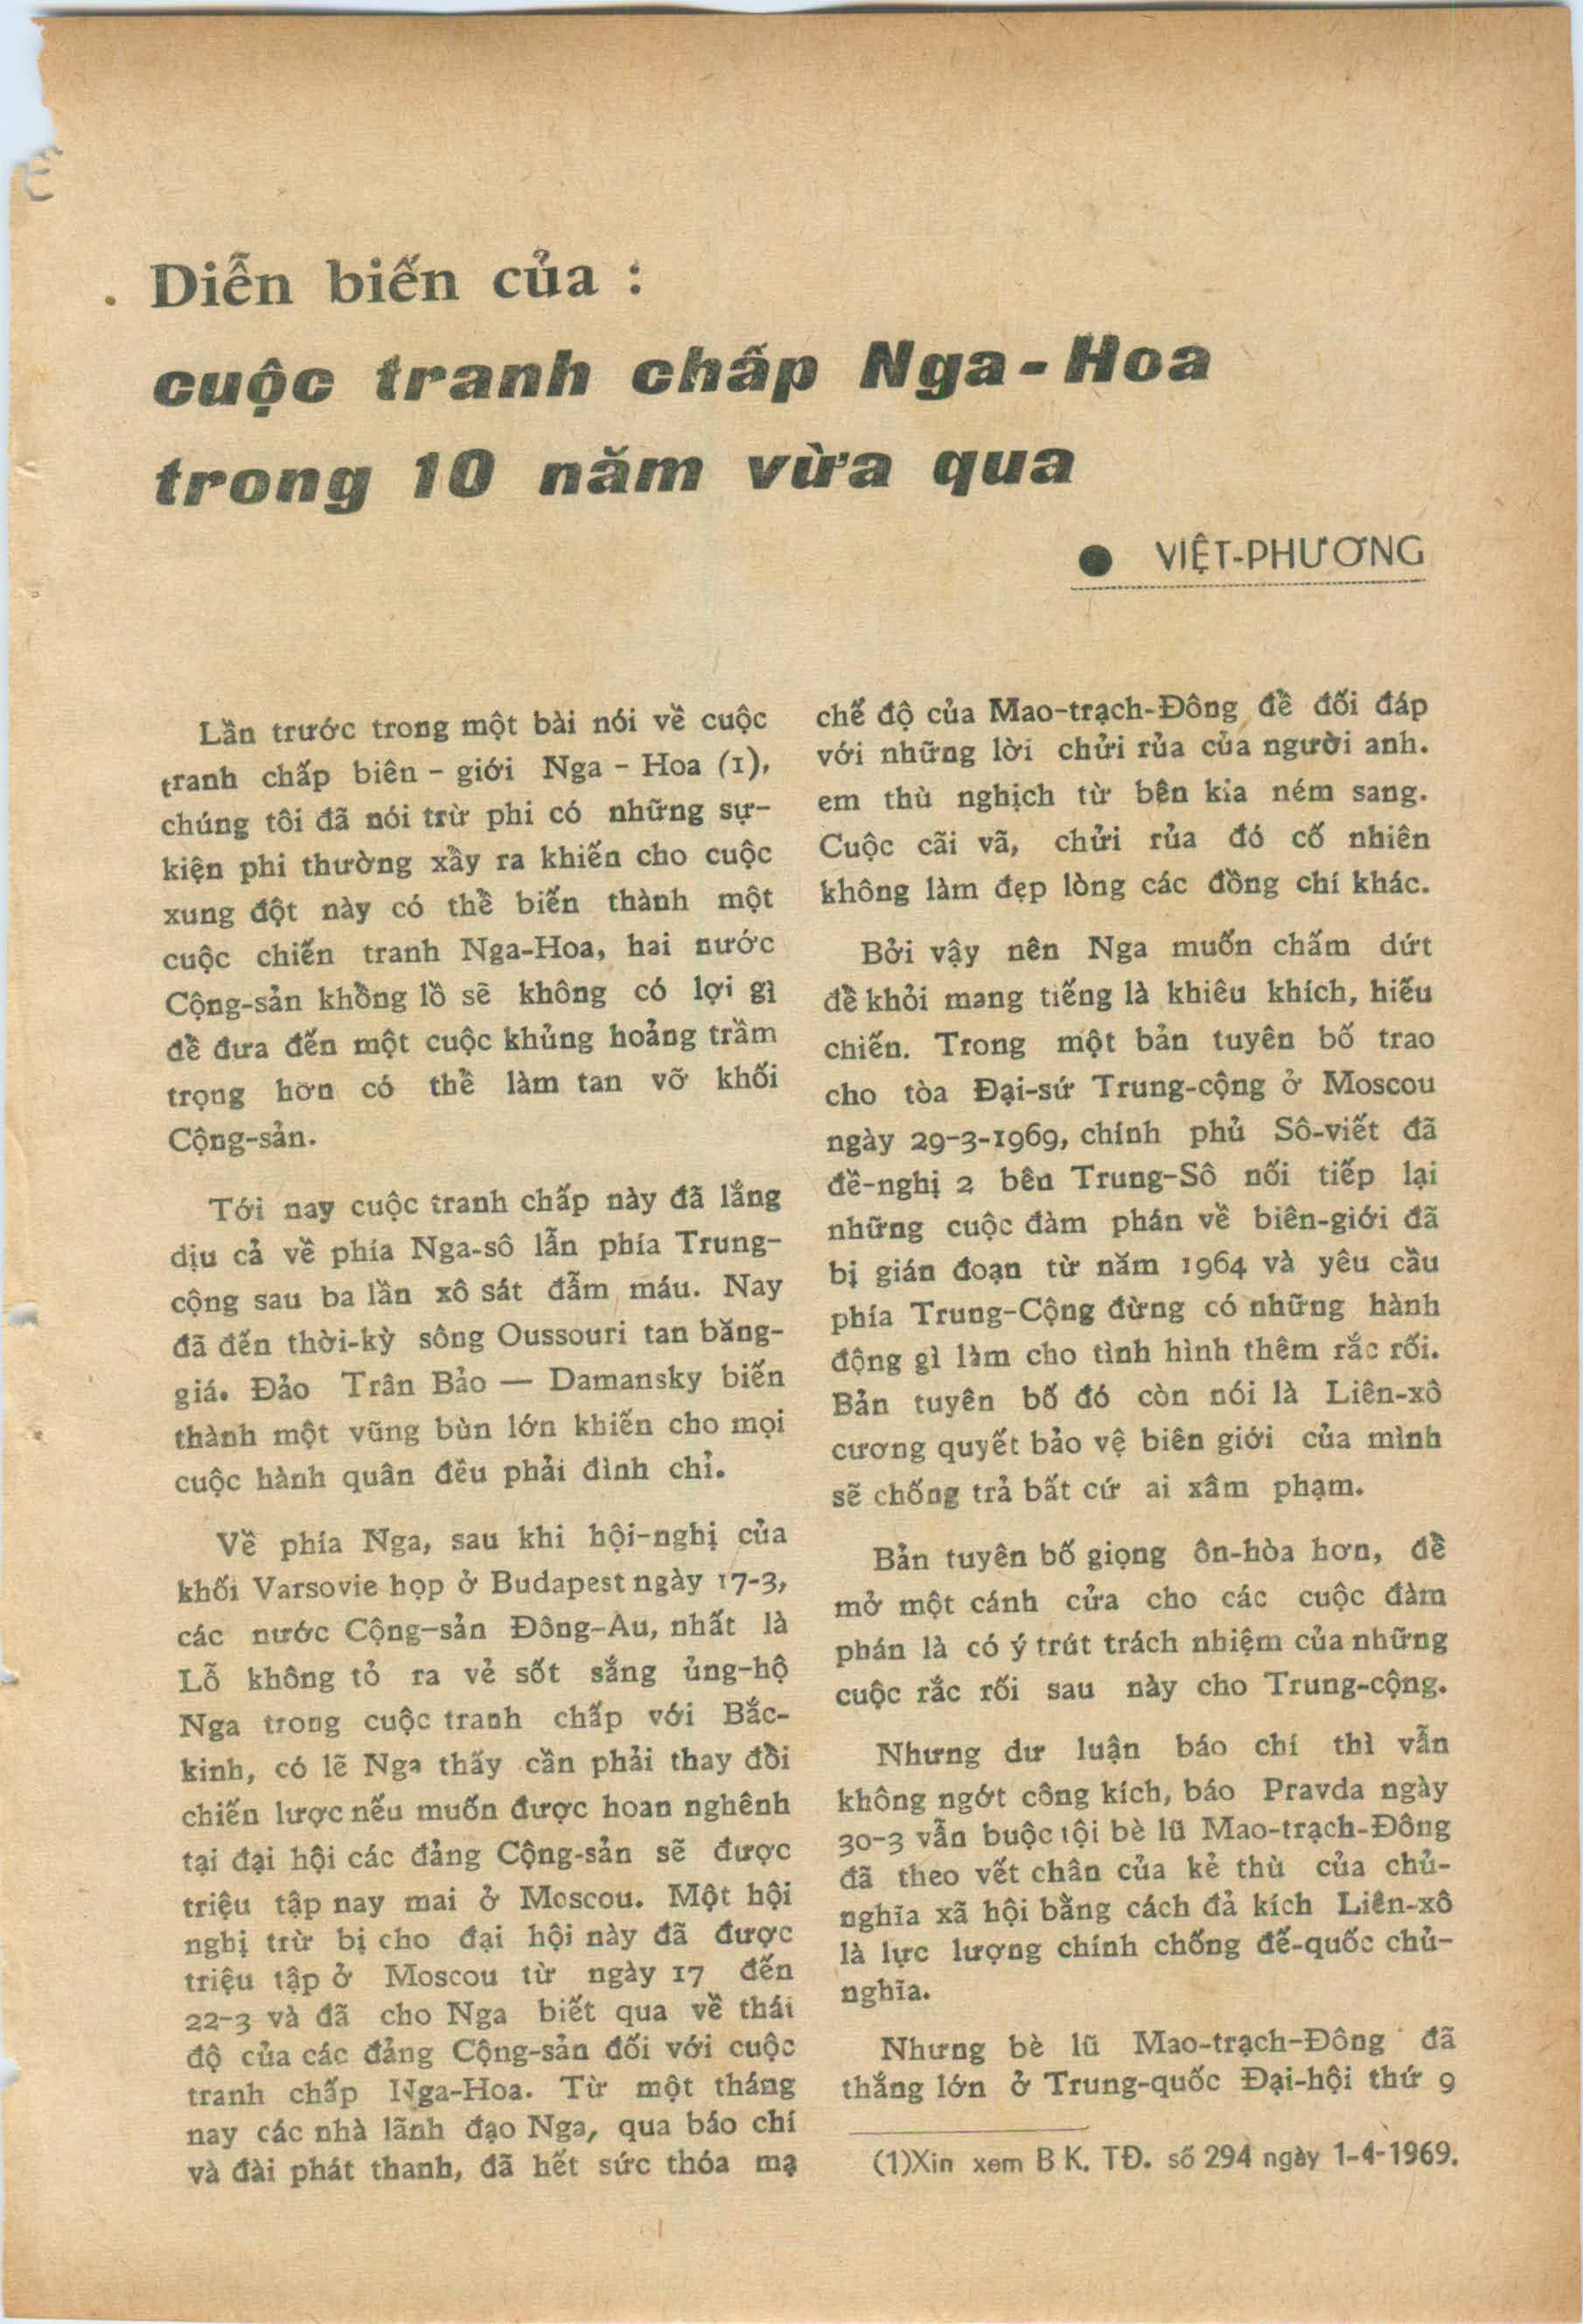 Diễn biến của :
cuộc tranh chấp Nga - Hoa
trong 10 năm vừa qua
● VIỆT-PHƯƠNG
Lần trước trong một bài nói về cuộc
tranh chấp biên - giới Nga - Hoa (1),
chúng tôi đã nói trừ phi có những sự-
kiện phi thường xẩy ra khiến cho cuộc
xung đột này có thể biến thành một
cuộc chiến tranh Nga-Hoa, hai nước
Cộng-sản khổng lồ sẽ không có lợi gì
để đưa đến một cuộc khủng hoảng trầm
trọng hơn có thể làm tan vỡ khối
Cộng-sản.
Tới nay cuộc tranh chấp này đã lắng
dịu cả về phía Nga-sô lẫn phía Trung-
cộng sau ba lần xô sát đẫm máu. Nay
đã đến thời-kỳ sông Oussouri tan băng-
giá. Đảo Trân Bảo — Damansky biến
thành một vũng bùn lớn khiến cho mọi
cuộc hành quân đều phải đình chỉ.
Về phía Nga, sau khi hội-nghị của
khối Varsovie họp ở Budapest ngày 17-3,
các nước Cộng-sản Đông-Au, nhất là
Lỗ không tỏ ra vẻ sốt sắng ủng-hộ
Nga trong cuộc tranh chấp với Bắc-
kinh, có lẽ Nga thấy cần phải thay đổi
chiến lược nếu muốn được hoan nghênh
tại đại hội các đảng Cộng-sản sẽ được
triệu tập nay mai ở Moscou. Một hội
nghị trừ bị cho đại hội này đã được
triệu tập ở Moscou từ ngày 17 đến
22-3 và đã cho Nga biết qua về thái
độ của các đảng Cộng-sản đối với cuộc
tranh chấp Nga-Hoa. Từ một tháng
nay các nhà lãnh đạo Nga, qua báo chí
và đài phát thanh, đã hết sức thóa mạ
chế độ của Mao-trạch-Đông để đối đáp
với những lời chửi rủa của người anh.
em thù nghịch từ bên kia ném sang.
Cuộc cãi vã, chửi rủa đó cố nhiên
không làm đẹp lòng các đồng chí khác.
Bởi vậy nên Nga muốn chấm dứt
để khỏi mang tiếng là khiêu khích, hiếu
chiến. Trong một bản tuyên bố trao
cho tòa Đại-sứ Trung-cộng ở Moscou
ngày 29-3-1969, chính phủ Sô-viết đã
đề-nghị 2 bên Trung-Sô nối tiếp lại
những cuộc đàm phán về biên-giới đã
bị gián đoạn từ năm 1964 và yêu cầu
phía Trung-Cộng đừng có những hành
động gì làm cho tình hình thêm rắc rối.
Bản tuyên bố đó còn nói là Liên-xô
cương quyết bảo vệ biên giới của mình
sẽ chống trả bất cứ ai xâm phạm.
Bản tuyên bố giọng ôn-hòa hơn, để
mở một cánh cửa cho các cuộc đàm
phán là có ý trút trách nhiệm của những
cuộc rắc rối sau này cho Trung-cộng.
Nhưng dư luận báo chí thì vẫn
không ngớt công kích, báo Pravda ngày
30-3 vẫn buộc tội bè lũ Mao-trạch-Đông
đã theo vết chân của kẻ thù của chủ-
nghĩa xã hội bằng cách đả kích Liên-xô
là lực lượng chính chống đế-quốc chủ-
nghĩa.
Nhưng bè lũ Mao-trạch-Đông đã
thắng lớn ở Trung-quốc Đại-hội thứ 9
(1)Xin xem B K. TĐ. số 294 ngày 1-4-1969.